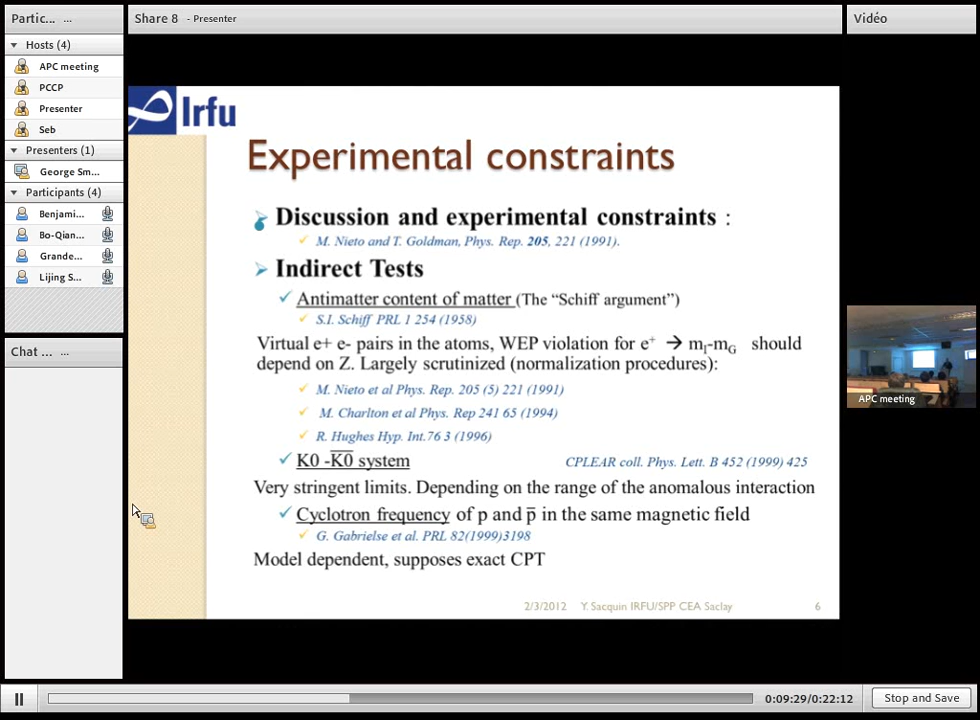 Partic... ...
Hosts (4)
APC meeting
PCCP
Presenter
Seb
Presenters (1)
George Sm...
Participants (4)
Benjami...
Bo-Qian...
Grande...
Lijing S...
Chat ... ...
Share 8 - Presenter
Irfu
Experimental constraints
Discussion and experimental constraints :
M. Nieto and T. Goldman, Phys. Rep. 205, 221 (1991).
Indirect Tests
Antimatter content of matter (The “Schiff argument”)
S.I. Schiff PRL 1 254 (1958)
Virtual e+ e- pairs in the atoms, WEP violation for e⁺ → mI-mG should
depend on Z. Largely scrutinized (normalization procedures):
M. Nieto et al Phys. Rep. 205 (5) 221 (1991)
M. Charlton et al Phys. Rep 241 65 (1994)
R. Hughes Hyp. Int.76 3 (1996)
K0 -K̅0̅ system CPLEAR coll. Phys. Lett. B 452 (1999) 425
Very stringent limits. Depending on the range of the anomalous interaction
Cyclotron frequency of p and p̅ in the same magnetic field
G. Gabrielse et al. PRL 82(1999)3198
Model dependent, supposes exact CPT
2/3/2012 Y. Sacquin IRFU/SPP CEA Saclay 6
Vidéo
APC meeting
0:09:29/0:22:12
Stop and Save